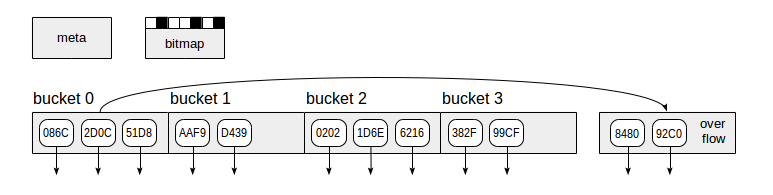 meta
bitmap
bucket 0
bucket 1
bucket 2
bucket 3
086C 2D0C 51D8 AAF9 D439 0202 1D6E 6216 382F 99CF 8480 92C0
over
flow